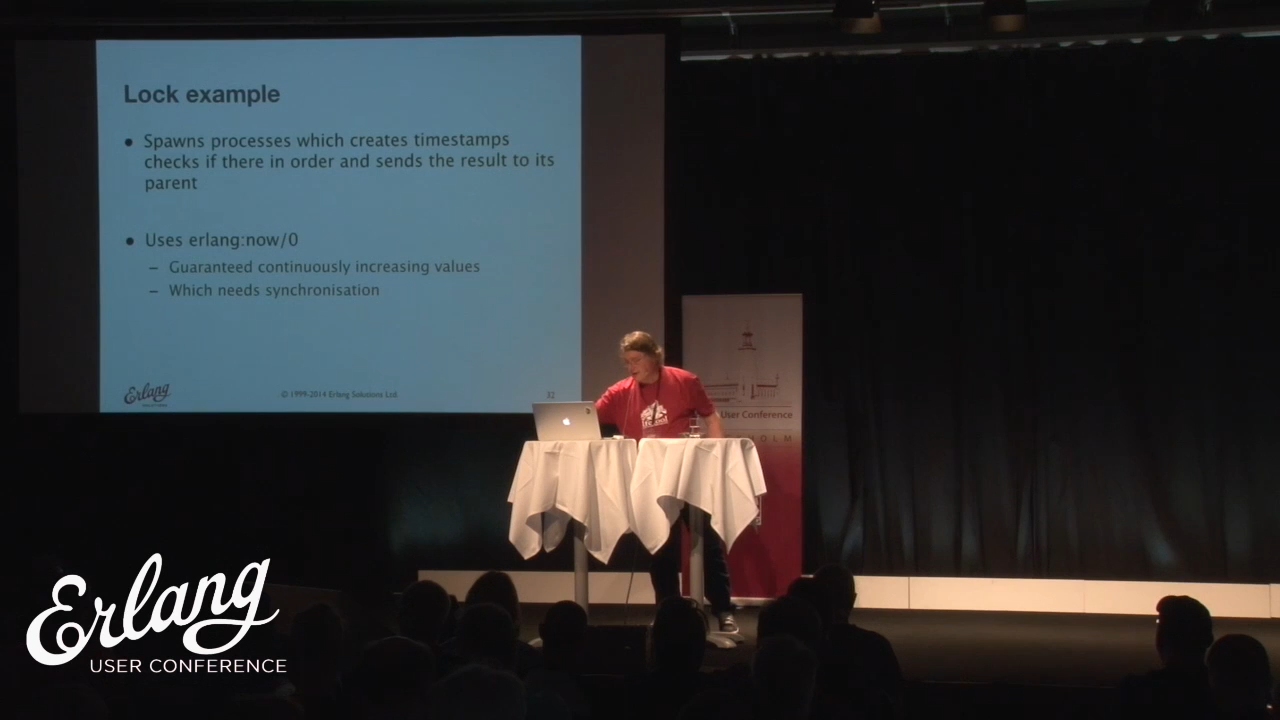 Lock example
• Spawns processes which creates timestamps
checks if there in order and sends the result to its
parent
• Uses erlang:now/0
– Guaranteed continuously increasing values
– Which needs synchronisation
Erlang
© 1999-2014 Erlang Solutions Ltd.
32
User Conference
Erlang
USER CONFERENCE